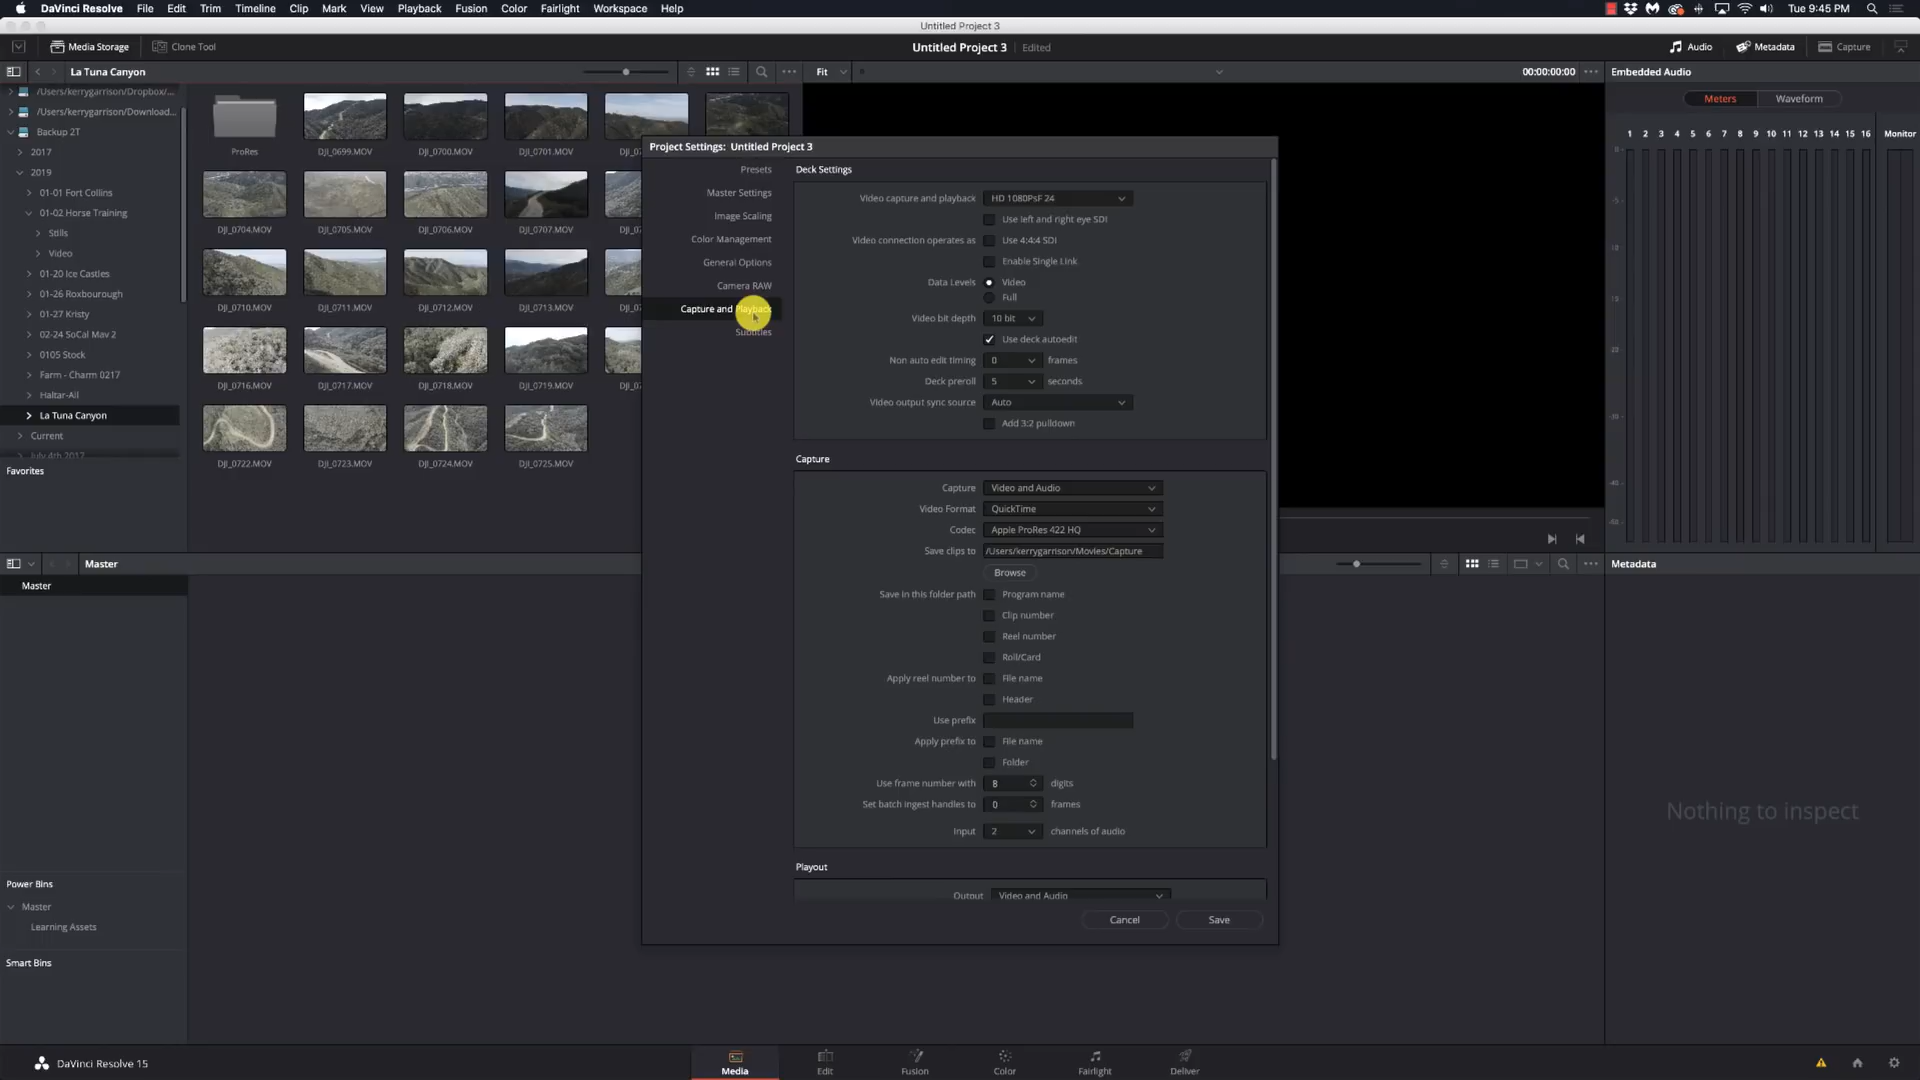 DaVinci Resolve File Edit Trim Timeline Clip Mark View Playback Fusion Color Fairlight Workspace Help Tue 9:45 PM
Untitled Project 3
Media Storage Clone Tool Untitled Project 3 Edited Audio Metadata Capture
La Tuna Canyon Fit 00:00:00:00 Embedded Audio
/Users/kerrygarrison/Dropbox/...
/Users/kerrygarrison/Download...
Backup 2T
2017
2019
01-01 Fort Collins
01-02 Horse Training
Stills
Video
01-20 Ice Castles
01-26 Roxbourough
01-27 Kristy
02-24 SoCal Mav 2
0105 Stock
Farm - Charm 0217
Haltar-Ail
La Tuna Canyon
Current
July 4th 2017
Favorites
ProRes DJI_0699.MOV DJI_0700.MOV DJI_0701.MOV DJI_07
DJI_0704.MOV DJI_0705.MOV DJI_0706.MOV DJI_0707.MOV DJI_07
DJI_0710.MOV DJI_0711.MOV DJI_0712.MOV DJI_0713.MOV DJI_07
DJI_0716.MOV DJI_0717.MOV DJI_0718.MOV DJI_0719.MOV DJI_07
DJI_0722.MOV DJI_0723.MOV DJI_0724.MOV DJI_0725.MOV
Project Settings: Untitled Project 3
Presets
Master Settings
Image Scaling
Color Management
General Options
Camera RAW
Capture and Playback
Subtitles
Deck Settings
Video capture and playback HD 1080PsF 24
Use left and right eye SDI
Video connection operates as Use 4:4:4 SDI
Enable Single Link
Data Levels Video
Full
Video bit depth 10 bit
Use deck autoedit
Non auto edit timing 0 frames
Deck preroll 5 seconds
Video output sync source Auto
Add 3:2 pulldown
Capture
Capture Video and Audio
Video Format QuickTime
Codec Apple ProRes 422 HQ
Save clips to /Users/kerrygarrison/Movies/Capture
Browse
Save in this folder path Program name
Clip number
Reel number
Roll/Card
Apply reel number to File name
Header
Use prefix
Apply prefix to File name
Folder
Use frame number with 8 digits
Set batch ingest handles to 0 frames
Input 2 channels of audio
Playout
Output Video and Audio
Cancel Save
Meters Waveform
1 2 3 4 5 6 7 8 9 10 11 12 13 14 15 16 Monitor
Master
Master
Power Bins
Master
Learning Assets
Smart Bins
Metadata
Nothing to inspect
DaVinci Resolve 15 Media Edit Fusion Color Fairlight Deliver